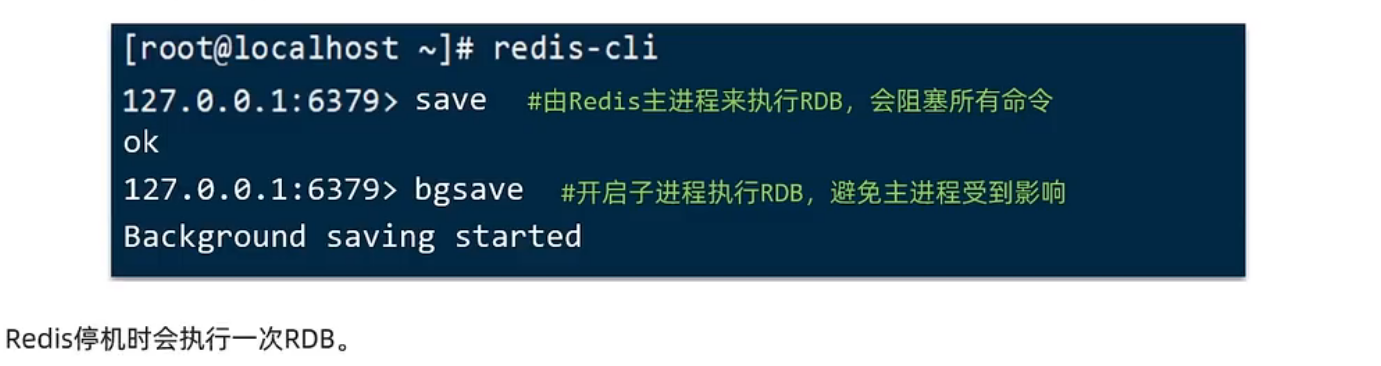 [root@localhost ~]# redis-cli
127.0.0.1:6379> save #由Redis主进程来执行RDB，会阻塞所有命令
ok
127.0.0.1:6379> bgsave #开启子进程执行RDB，避免主进程受到影响
Background saving started
Redis停机时会执行一次RDB。